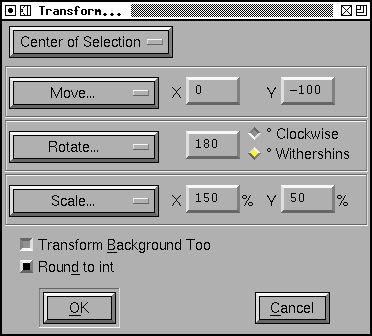 Transform...
Center of Selection
Move... X 0 Y -100
Rotate... 180 ° Clockwise
° Withershins
Scale... X 150 % Y 50 %
Transform Background Too
Round to int
OK Cancel